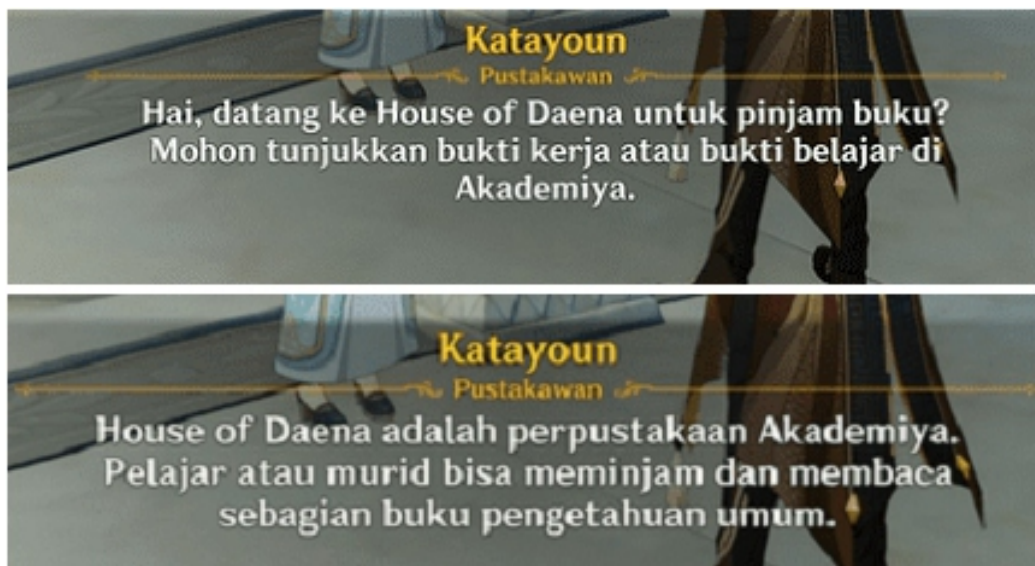 Katayoun
Pustakawan
Hai, datang ke House of Daena untuk pinjam buku?
Mohon tunjukkan bukti kerja atau bukti belajar di
Akademiya.
Katayoun
Pustakawan
House of Daena adalah perpustakaan Akademiya.
Pelajar atau murid bisa meminjam dan membaca
sebagian buku pengetahuan umum.